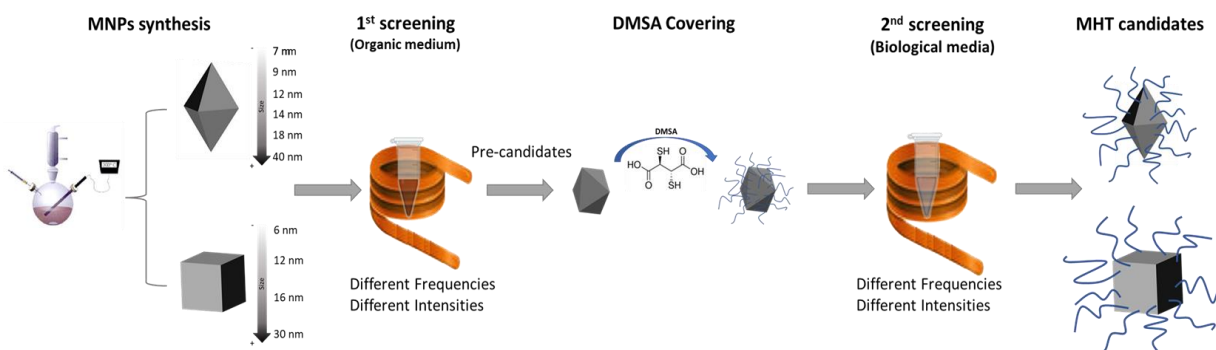 MNPs synthesis
7 nm
9 nm
12 nm
14 nm
18 nm
40 nm
Size
-
+
6 nm
12 nm
16 nm
30 nm
Size
-
+
1st screening
(Organic medium)
Different Frequencies
Different Intensities
Pre-candidates
DMSA Covering
DMSA
SH
HO
O
O
OH
SH
2nd screening
(Biological media)
Different Frequencies
Different Intensities
MHT candidates